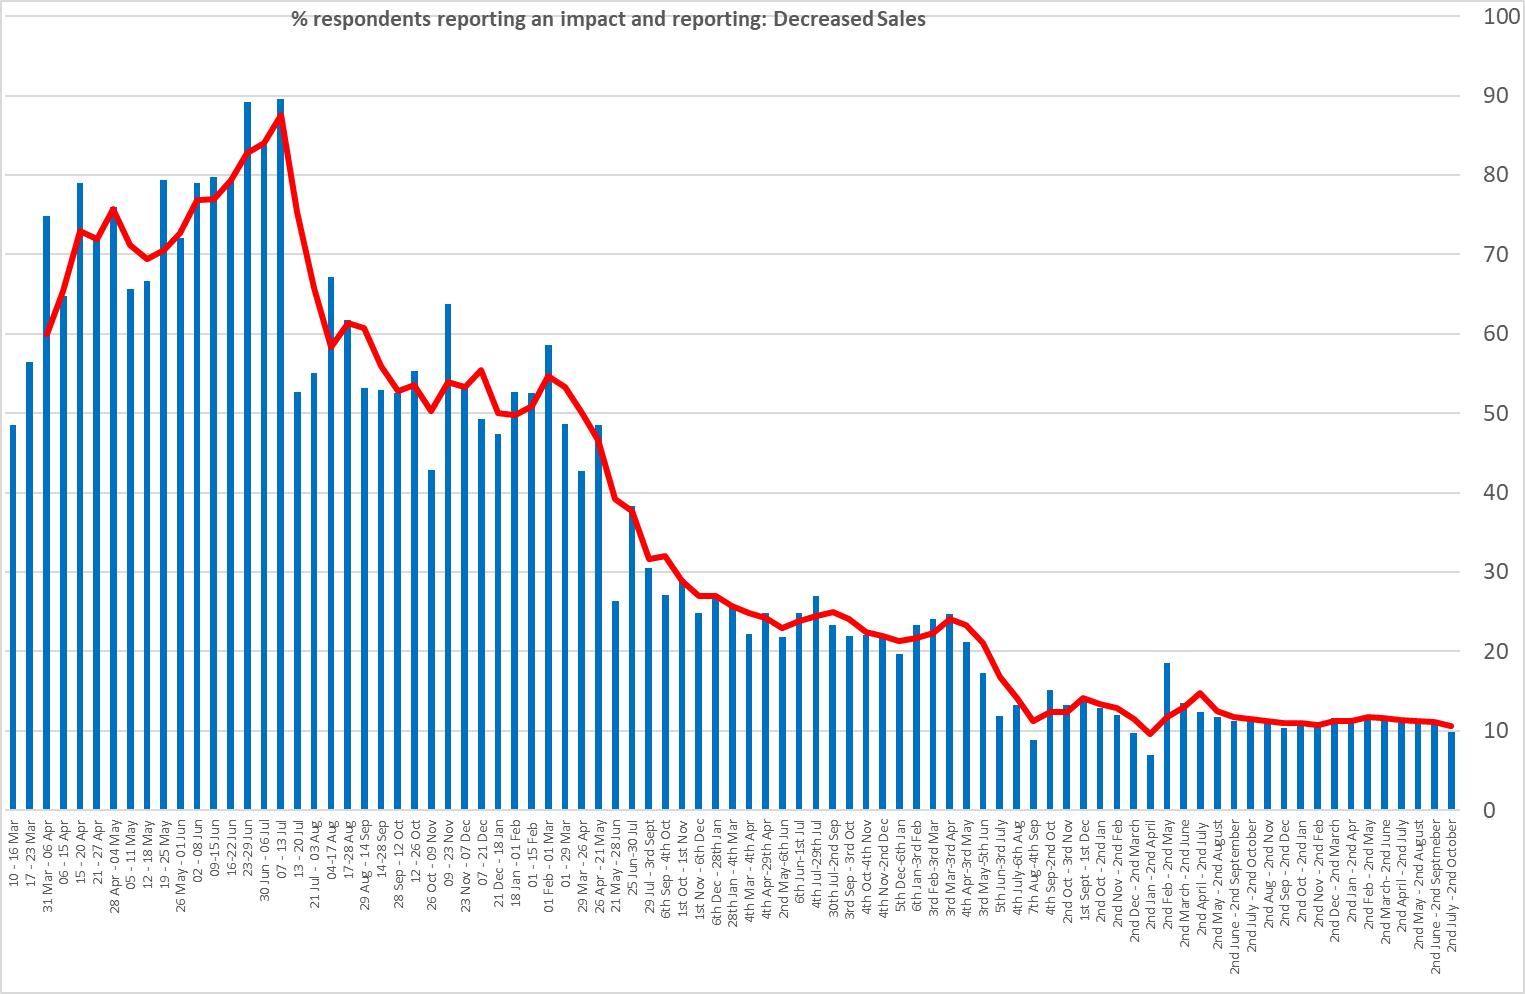 % respondents reporting an impact and reporting: Decreased Sales
100
90
80
70
60
50
40
30
20
10
0
10 - 16 Mar
17 - 23 Mar
31 Mar - 06 Apr
06 - 15 Apr
15 - 20 Apr
21 - 27 Apr
28 Apr - 04 May
05 - 11 May
12 - 18 May
19 - 25 May
26 May - 01 Jun
02 - 08 Jun
09-15 Jun
16-22 Jun
23-29 Jun
30 Jun - 06 Jul
07 - 13 Jul
13 - 20 Jul
21 Jul - 03 Aug
04-17 Aug
17-28 Aug
29 Aug - 14 Sep
14-28 Sep
28 Sep - 12 Oct
12 - 26 Oct
26 Oct - 09 Nov
09 - 23 Nov
23 Nov - 07 Dec
07 - 21 Dec
21 Dec - 18 Jan
18 Jan - 01 Feb
01 - 15 Feb
01 Feb - 01 Mar
01 - 29 Mar
29 Mar - 26 Apr
26 Apr - 21 May
21 May - 28 Jun
25 Jun-30 Jul
29 Jul - 3rd Sept
6th Sep - 4th Oct
1st Oct - 1st Nov
1st Nov - 6th Dec
6th Dec - 28th Jan
28th Jan - 4th Mar
4th Mar - 4th Apr
4th Apr-29th Apr
2nd May-6th Jun
6th Jun-1st Jul
4th Jul-29th Jul
30th Jul-2nd Sep
3rd Sep - 3rd Oct
4th Oct-4th Nov
4th Nov-2nd Dec
5th Dec-6th Jan
6th Jan-3rd Feb
3rd Feb-3rd Mar
3rd Mar-3rd Apr
4th Apr-3rd May
3rd May-5th Jun
5th Jun-3rd July
4th July-6th Aug
7th Aug-4th Sep
4th Sep-2nd Oct
2nd Oct - 3rd Nov
1st Sept - 1st Dec
2nd Oct - 2nd Jan
2nd Nov - 2nd Feb
2nd Dec - 2nd March
2nd Jan - 2nd April
2nd Feb - 2nd May
2nd March - 2nd June
2nd April - 2nd July
2nd May - 2nd August
2nd June - 2nd September
2nd July - 2nd October
2nd Aug - 2nd Nov
2nd Sep - 2nd Dec
2nd Oct - 2nd Jan
2nd Nov - 2nd Feb
2nd Dec - 2nd March
2nd Jan - 2nd Apr
2nd Feb - 2nd May
2nd March- 2nd June
2nd April - 2nd July
2nd May - 2nd August
2nd June - 2nd Septmeber
2nd July - 2nd October